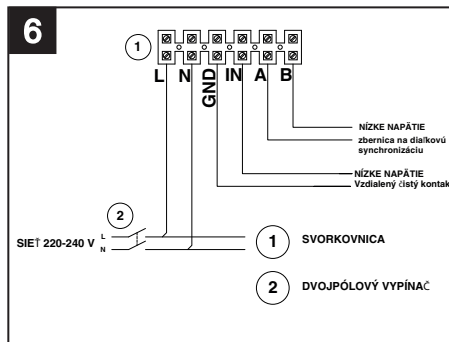 6
1
L N GND IN A B
NÍZKE NAPÄTIE
zbernica na diaľkovú
synchronizáciu
NÍZKE NAPÄTIE
Vzdialený čistý kontak
2
SIEŤ 220-240 V
L
N
1 SVORKOVNICA
2 DVOJPÓLOVÝ VYPÍNAČ